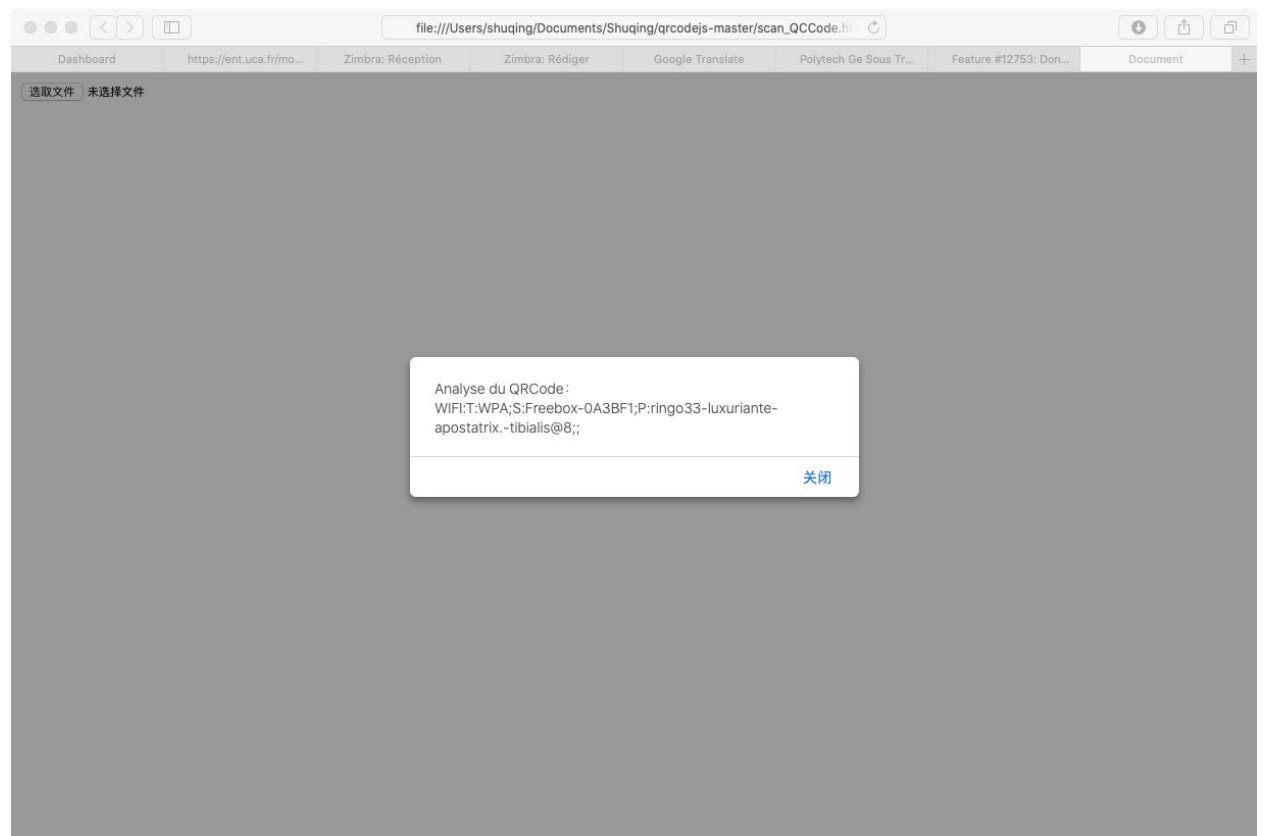 file:///Users/shuqing/Documents/Shuqing/qrcodejs-master/scan_QCCode.h
Dashboard https://ent.uca.fr/mo... Zimbra: Réception Zimbra: Rédiger Google Translate Polytech Ge Sous Tr... Feature #12753: Don... Document
选取文件 未选择文件
Analyse du QRCode:
WIFI:T:WPA;S:Freebox-0A3BF1;P:ringo33-luxuriante-
apostatrix.-tibialis@8;;
关闭